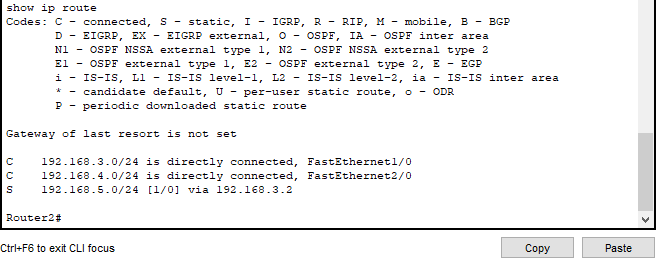 show ip route
Codes: C - connected, S - static, I - IGRP, R - RIP, M - mobile, B - BGP
D - EIGRP, EX - EIGRP external, O - OSPF, IA - OSPF inter area
N1 - OSPF NSSA external type 1, N2 - OSPF NSSA external type 2
E1 - OSPF external type 1, E2 - OSPF external type 2, E - EGP
i - IS-IS, L1 - IS-IS level-1, L2 - IS-IS level-2, ia - IS-IS inter area
* - candidate default, U - per-user static route, o - ODR
P - periodic downloaded static route
Gateway of last resort is not set
C 192.168.3.0/24 is directly connected, FastEthernet1/0
C 192.168.4.0/24 is directly connected, FastEthernet2/0
S 192.168.5.0/24 [1/0] via 192.168.3.2
Router2#
Ctrl+F6 to exit CLI focus
Copy
Paste